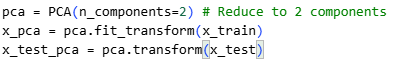 pca = PCA(n_components=2) # Reduce to 2 components
x_pca = pca.fit_transform(x_train)
x_test_pca = pca.transform(x_test)